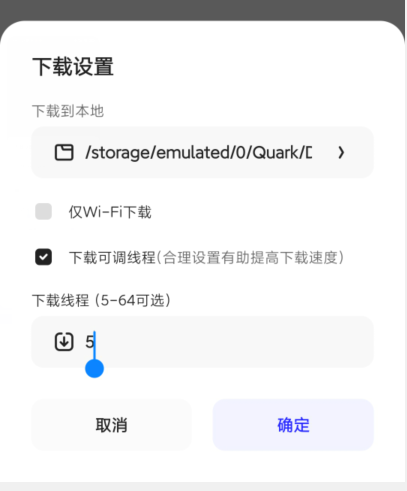 下载设置
下载到本地
/storage/emulated/0/Quark/D
仅Wi-Fi下载
下载可调线程(合理设置有助提高下载速度)
下载线程 (5-64可选)
5
取消
确定